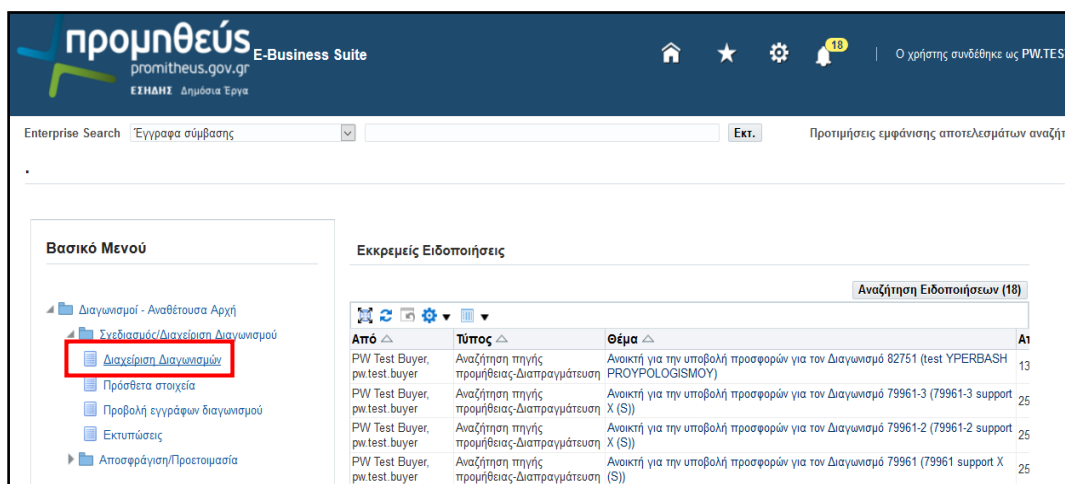 προμηθεύς
promitheus.gov.gr
ΕΣΗΔΗΣ Δημόσια Έργα
E-Business Suite
18
Ο χρήστης συνδέθηκε ως PW.TES
Enterprise Search Έγγραφα σύμβασης Εκτ. Προτιμήσεις εμφάνισης αποτελεσμάτων αναζήτ
.
Βασικό Μενού
Διαγωνισμοί - Αναθέτουσα Αρχή
Σχεδιασμός/Διαχείριση Διαγωνισμού
Διαχείριση Διαγωνισμών
Πρόσθετα στοιχεία
Προβολή εγγράφων διαγωνισμού
Εκτυπώσεις
Αποσφράγιση/Προετοιμασία
Εκκρεμείς Ειδοποιήσεις
Αναζήτηση Ειδοποιήσεων (18)
Από Τύπος Θέμα Απ
PW Test Buyer, Αναζήτηση πηγής Ανοικτή για την υποβολή προσφορών για τον Διαγωνισμό 82751 (test YPERBASH 13
pw.test.buyer προμήθειας-Διαπραγμάτευση PROYPOLOGISMOY)
PW Test Buyer, Αναζήτηση πηγής Ανοικτή για την υποβολή προσφορών για τον Διαγωνισμό 79961-3 (79961-3 support 25
pw.test.buyer προμήθειας-Διαπραγμάτευση X (S))
PW Test Buyer, Αναζήτηση πηγής Ανοικτή για την υποβολή προσφορών για τον Διαγωνισμό 79961-2 (79961-2 support 25
pw.test.buyer προμήθειας-Διαπραγμάτευση X (S))
PW Test Buyer, Αναζήτηση πηγής Ανοικτή για την υποβολή προσφορών για τον Διαγωνισμό 79961 (79961 support X 25
pw.test.buyer προμήθειας-Διαπραγμάτευση (S))